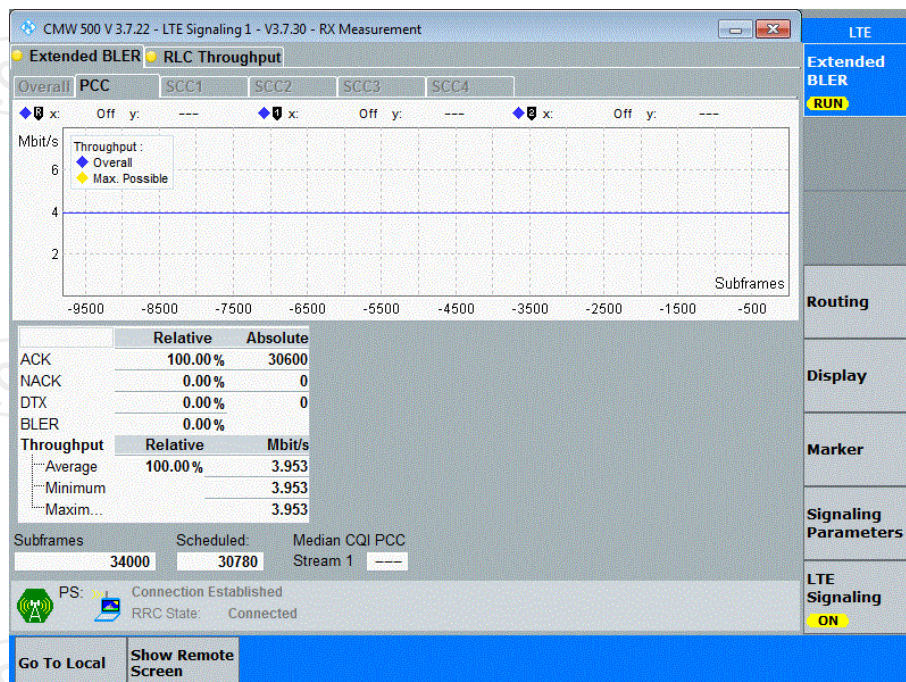 CMW 500 V 3.7.22 - LTE Signaling 1 - V3.7.30 - RX Measurement
LTE
Extended BLER RLC Throughput
Extended BLER
RUN
Overall PCC SCC1 SCC2 SCC3 SCC4
R x: Off y: --- 1 x: Off y: --- 2 x: Off y: ---
Mbit/s
Throughput :
Overall
Max. Possible
6
4
2
Subframes
-9500 -8500 -7500 -6500 -5500 -4500 -3500 -2500 -1500 -500
Relative Absolute
ACK 100.00 % 30600
NACK 0.00 % 0
DTX 0.00 % 0
BLER 0.00 %
Throughput Relative Mbit/s
Average 100.00 % 3.953
Minimum 3.953
Maxim... 3.953
Subframes Scheduled: Median CQI PCC
34000 30780 Stream 1 ---
PS: Connection Established
RRC State: Connected
Routing
Display
Marker
Signaling Parameters
LTE Signaling
ON
Go To Local
Show Remote Screen